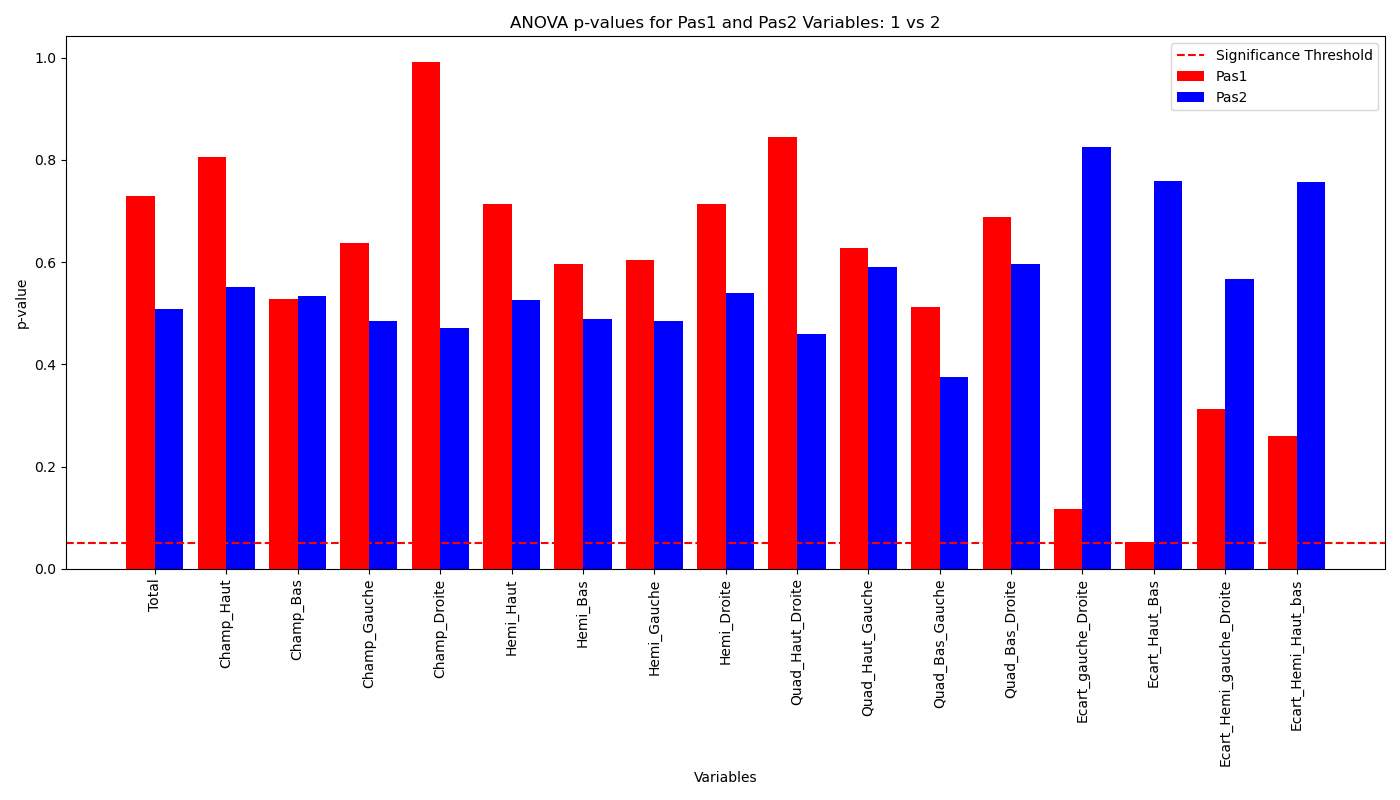 ANOVA p-values for Pas1 and Pas2 Variables: 1 vs 2
Significance Threshold
Pas1
Pas2
p-value
1.0
0.8
0.6
0.4
0.2
0.0
Total
Champ_Haut
Champ_Bas
Champ_Gauche
Champ_Droite
Hemi_Haut
Hemi_Bas
Hemi_Gauche
Hemi_Droite
Quad_Haut_Droite
Quad_Haut_Gauche
Quad_Bas_Gauche
Quad_Bas_Droite
Ecart_gauche_Droite
Ecart_Haut_Bas
Ecart_Hemi_gauche_Droite
Ecart_Hemi_Haut_bas
Variables